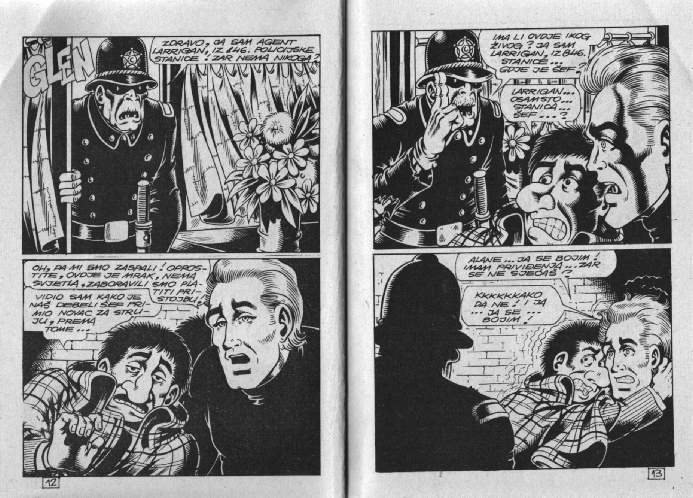 GLEN
ZDRAVO, JA SAM AGENT
LARRIGAN, IZ 846. POLICIJSKE
STANICE! ZAR NEMA NIKOGA?
OH, PA MI SMO ZASPALI! OPROS-
TITE, OVDJE JE MRAK, NEMA
SVJETLA, ZABORAVILI SMO PLA-
TITI PRI-
STOJBU!
VIDIO SAM KAKO JE
NAŠ DEBELI ŠEF PRI-
MIO NOVAC ZA STRU-
JU, PREMA
TOME...
12
IMA LI OVDJE IKOG
ŽIVOG? JA SAM
LARRIGAN, IZ 846.
STANICE...
GDJE JE ŠEF?
LARRIGAN...
OSAMSTO...
STANICA...
ŠEF...?
ALANE...JA SE BOJIM!
IMAM PRIVIĐENJA...ZAR
SE NE SJEĆAŠ?
KKKKKKAKO
DA NE! JA
...JA SE...
BOJIM!
13